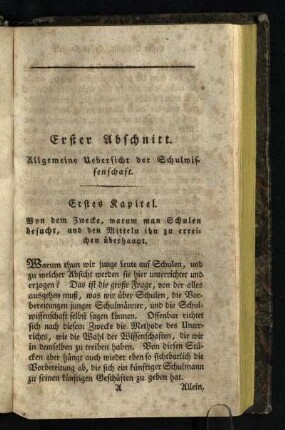 Erster Abschnitt.
Allgemeine Uebersicht der Schulwis-
senschaft.
Erstes Kapitel.
Von dem Zwecke, warum man Schulen
besucht, und den Mitteln ihn zu errei-
chen überhaupt.
Warum thun wir junge Leute auf Schulen, und
zu welcher Absicht werden sie hier unterrichtet und
erzogen? Das ist die große Frage, von der alles
ausgehen muß, was wir über Schulen, die Vor-
bereitungen junger Schulmänner, und die Schul-
wissenschaft selbst sagen können. Offenbar richtet
sich nach diesem Zwecke die Methode des Unter-
richts, wie die Wahl der Wissenschaften, die wir
in demselben zu treiben haben. Von diesen Stü-
cken aber hängt auch wieder eben so sichtbarlich die
Vorbereitung ab, die sich ein künftiger Schulmann
zu seinen künftigen Geschäften zu geben hat.
A Allein,